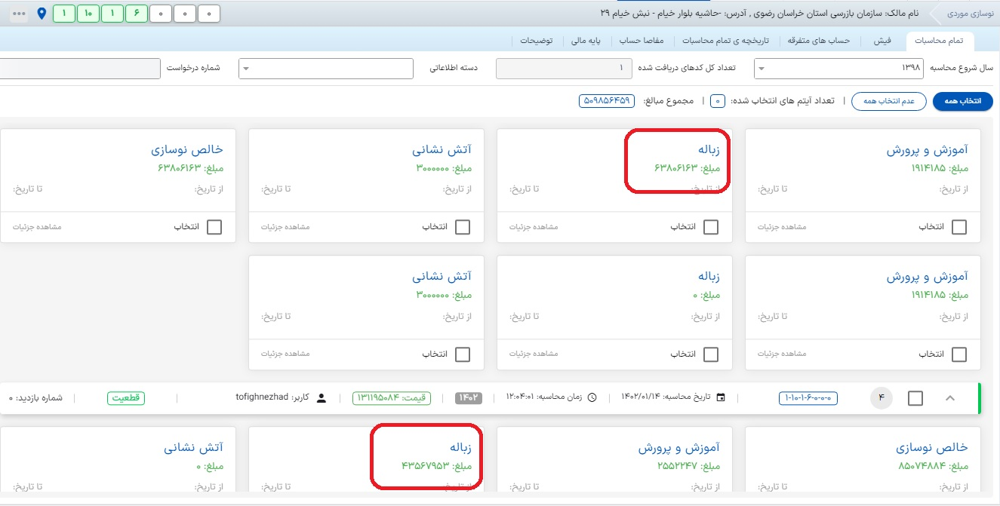 نوسازی موردی
نام مالک: سازمان بازرسی استان خراسان رضوی , آدرس: -حاشیه بلوار خیام - نبش خیام ۲۹
۱ ۱۰ ۱ ۶ ۰ ۰ ۰
تمام محاسبات فیش حساب های متفرقه تاریخچه ی تمام محاسبات مفاصا حساب پایه مالی توضیحات
سال شروع محاسبه ۱۳۹۸ تعداد کل کدهای دریافت شده ۱ دسته اطلاعاتی شماره درخواست
انتخاب همه عدم انتخاب همه | تعداد آیتم های انتخاب شده: ۰ | مجموع مبالغ: ۵۰۹۸۵۶۴۵۹
آموزش و پرورش زباله آتش نشانی خالص نوسازی
مبلغ: ۱۹۱۴۱۸۵ مبلغ: ۶۳۸۰۶۱۶۳ مبلغ: ۳۰۰۰۰۰۰ مبلغ: ۶۳۸۰۶۱۶۳
از تاریخ: تا تاریخ: از تاریخ: تا تاریخ: از تاریخ: تا تاریخ: از تاریخ: تا تاریخ:
انتخاب مشاهده جزئیات انتخاب مشاهده جزئیات انتخاب مشاهده جزئیات انتخاب مشاهده جزئیات
آموزش و پرورش زباله آتش نشانی
مبلغ: ۱۹۱۴۱۸۵ مبلغ: ۰ مبلغ: ۳۰۰۰۰۰۰
از تاریخ: تا تاریخ: از تاریخ: تا تاریخ: از تاریخ: تا تاریخ:
انتخاب مشاهده جزئیات انتخاب مشاهده جزئیات انتخاب مشاهده جزئیات
۴ ۱-۱۰-۱-۶-۰-۰-۰ تاریخ محاسبه: ۱۴۰۲/۰۱/۱۴ زمان محاسبه: ۱۲:۰۴:۰۱ ۱۴۰۲ قیمت: ۱۳۱۱۹۵۰۸۴ کاربر: tofighnezhad قطعیت شماره بازدید: ۰
خالص نوسازی آموزش و پرورش زباله آتش نشانی
مبلغ: ۸۵۰۷۴۸۸۴ مبلغ: ۲۵۵۲۲۴۷ مبلغ: ۴۳۵۶۷۹۵۳ مبلغ: ۰
از تاریخ: تا تاریخ: از تاریخ: تا تاریخ: از تاریخ: تا تاریخ: از تاریخ: تا تاریخ: